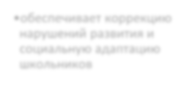 •обеспечивает коррекцию
нарушений развития и
социальную адаптацию
школьников